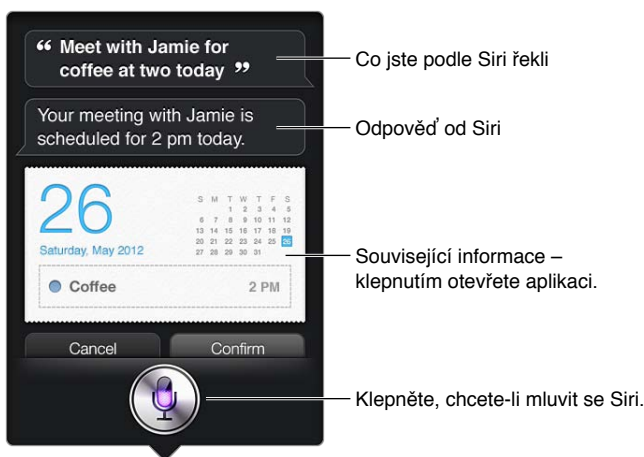 “ Meet with Jamie for
coffee at two today ”
Co jste podle Siri řekli
Your meeting with Jamie is
scheduled for 2 pm today.
Odpověď od Siri
26
Saturday, May 2012
S M T W T F S
1 2 3 4 5
6 7 8 9 10 11 12
13 14 15 16 17 18 19
20 21 22 23 24 25 26
27 28 29 30 31
Související informace –
klepnutím otevřete aplikaci.
Coffee 2 PM
Cancel Confirm
Klepněte, chcete-li mluvit se Siri.